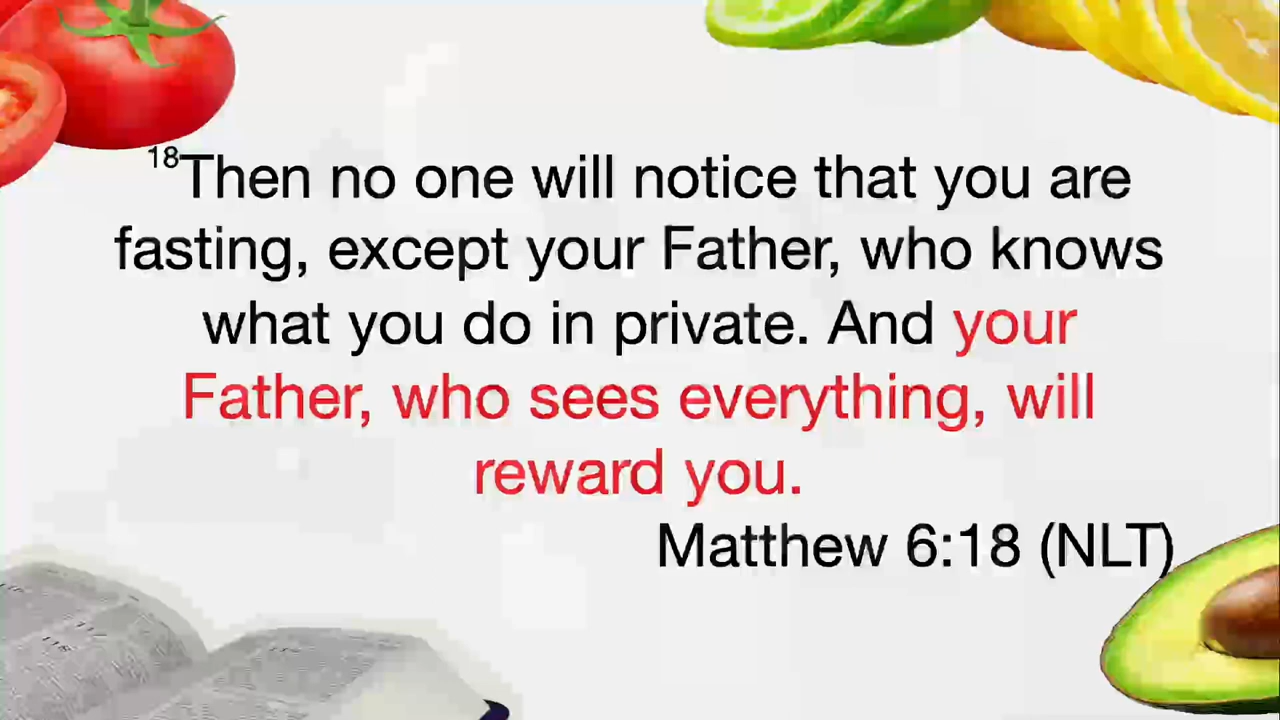 18Then no one will notice that you are
fasting, except your Father, who knows
what you do in private. And your
Father, who sees everything, will
reward you.
Matthew 6:18 (NLT)